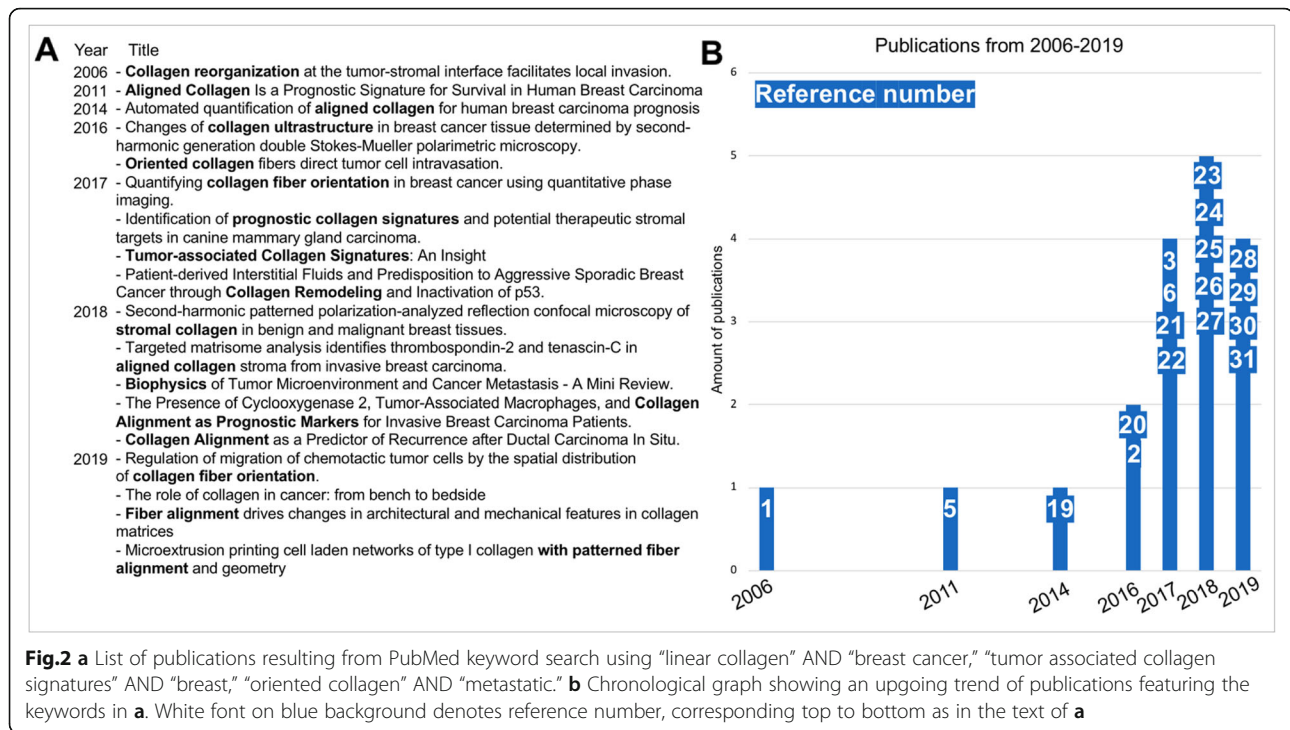 A
Year Title
2006 - Collagen reorganization at the tumor-stromal interface facilitates local invasion.
2011 - Aligned Collagen Is a Prognostic Signature for Survival in Human Breast Carcinoma
2014 - Automated quantification of aligned collagen for human breast carcinoma prognosis
2016 - Changes of collagen ultrastructure in breast cancer tissue determined by second-
harmonic generation double Stokes-Mueller polarimetric microscopy.
- Oriented collagen fibers direct tumor cell intravasation.
2017 - Quantifying collagen fiber orientation in breast cancer using quantitative phase
imaging.
- Identification of prognostic collagen signatures and potential therapeutic stromal
targets in canine mammary gland carcinoma.
- Tumor-associated Collagen Signatures: An Insight
- Patient-derived Interstitial Fluids and Predisposition to Aggressive Sporadic Breast
Cancer through Collagen Remodeling and Inactivation of p53.
2018 - Second-harmonic patterned polarization-analyzed reflection confocal microscopy of
stromal collagen in benign and malignant breast tissues.
- Targeted matrisome analysis identifies thrombospondin-2 and tenascin-C in
aligned collagen stroma from invasive breast carcinoma.
- Biophysics of Tumor Microenvironment and Cancer Metastasis - A Mini Review.
- The Presence of Cyclooxygenase 2, Tumor-Associated Macrophages, and Collagen
Alignment as Prognostic Markers for Invasive Breast Carcinoma Patients.
- Collagen Alignment as a Predictor of Recurrence after Ductal Carcinoma In Situ.
2019 - Regulation of migration of chemotactic tumor cells by the spatial distribution
of collagen fiber orientation.
- The role of collagen in cancer: from bench to bedside
- Fiber alignment drives changes in architectural and mechanical features in collagen
matrices
- Microextrusion printing cell laden networks of type I collagen with patterned fiber
alignment and geometry
B
Publications from 2006-2019
Reference number
Amount of publications
6
5
4
3
2
1
0
1
5
19
20
2
3
6
21
22
23
24
25
26
27
28
29
30
31
2006
2011
2014
2016
2017
2018
2019
Fig.2 a List of publications resulting from PubMed keyword search using “linear collagen” AND “breast cancer,” “tumor associated collagen
signatures” AND “breast,” “oriented collagen” AND “metastatic.” b Chronological graph showing an upgoing trend of publications featuring the
keywords in a. White font on blue background denotes reference number, corresponding top to bottom as in the text of a